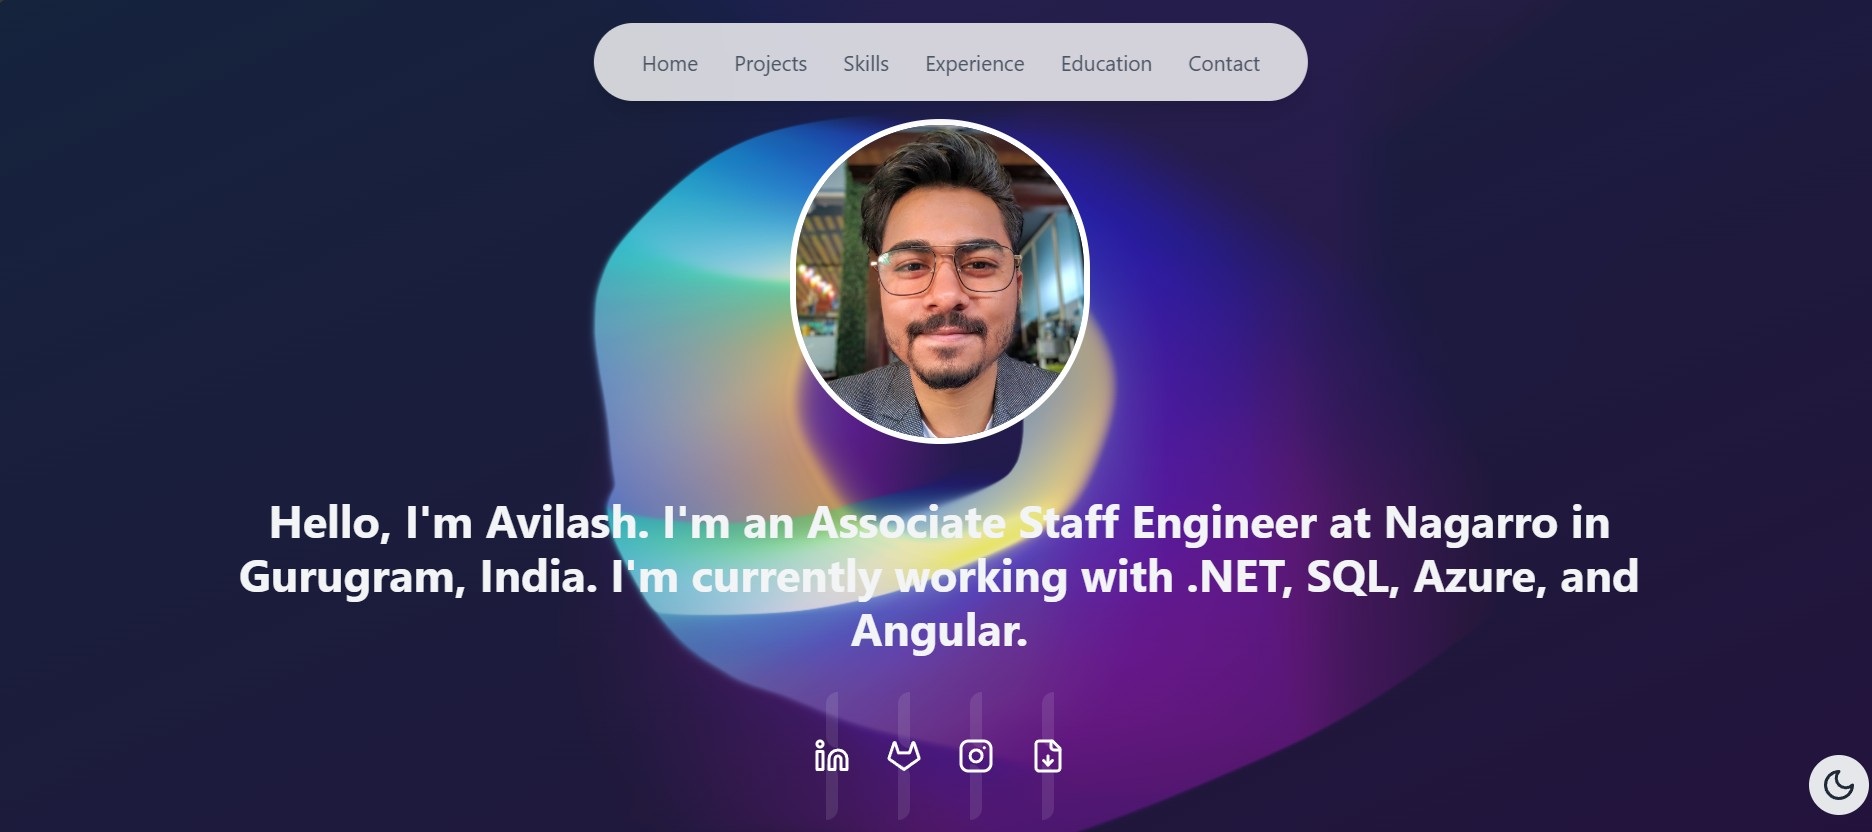 Home Projects Skills Experience Education Contact
Hello, I'm Avilash. I'm an Associate Staff Engineer at Nagarro in
Gurugram, India. I'm currently working with .NET, SQL, Azure, and
Angular.
in